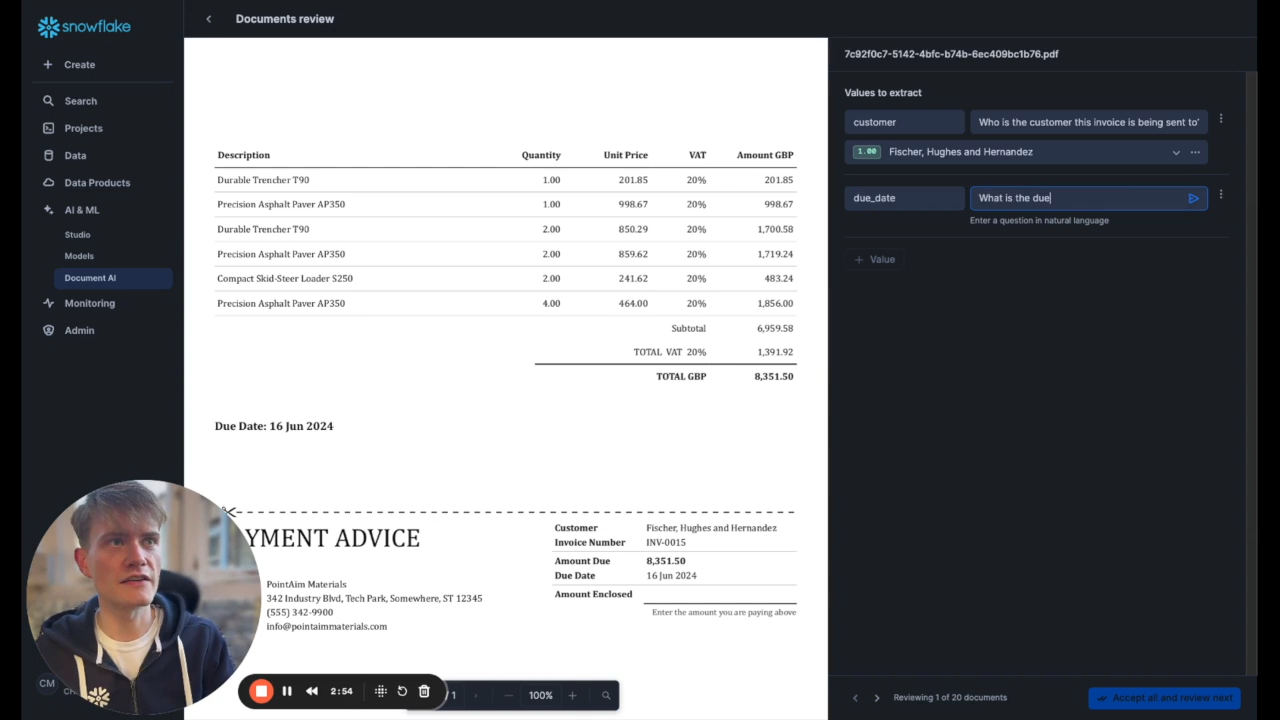 snowflake
Create
Search
Projects
Data
Data Products
AI & ML
Studio
Models
Document AI
Monitoring
Admin
CM
Documents review
Description Quantity Unit Price VAT Amount GBP
Durable Trencher T90 1.00 201.85 20% 201.85
Precision Asphalt Paver AP350 1.00 998.67 20% 998.67
Durable Trencher T90 2.00 850.29 20% 1,700.58
Precision Asphalt Paver AP350 2.00 859.62 20% 1,719.24
Compact Skid-Steer Loader S250 2.00 241.62 20% 483.24
Precision Asphalt Paver AP350 4.00 464.00 20% 1,856.00
Subtotal 6,959.58
TOTAL VAT 20% 1,391.92
TOTAL GBP 8,351.50
Due Date: 16 Jun 2024
YMENT ADVICE
PointAim Materials
342 Industry Blvd, Tech Park, Somewhere, ST 12345
(555) 342-9900
info@pointaimmaterials.com
Customer Fischer, Hughes and Hernandez
Invoice Number INV-0015
Amount Due 8,351.50
Due Date 16 Jun 2024
Amount Enclosed
Enter the amount you are paying above
2:54
/ 1
100%
7c92f0c7-5142-4bfc-b74b-6ec409bc1b76.pdf
Values to extract
customer Who is the customer this invoice is being sent to
1.00 Fischer, Hughes and Hernandez
due_date What is the due
Enter a question in natural language
Value
Reviewing 1 of 20 documents
Accept all and review next